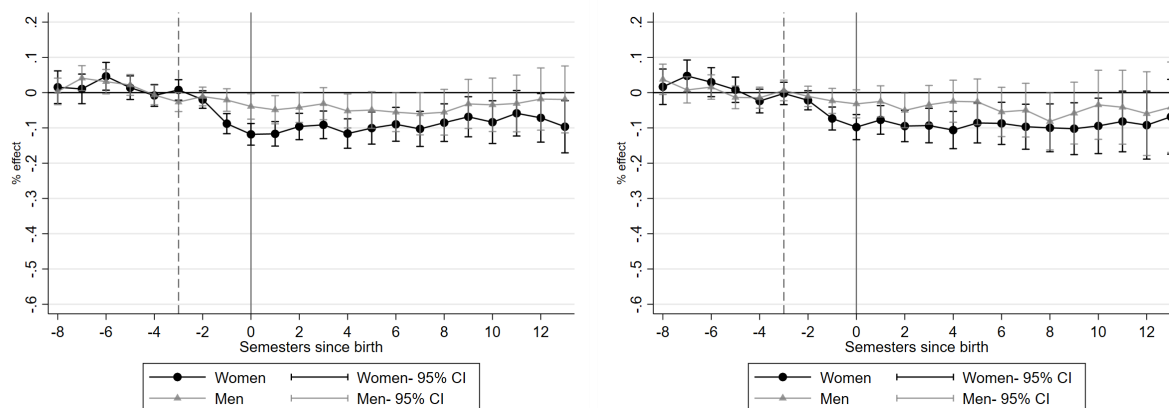 .2
.1
0
-.1
-.2
-.3
-.4
-.5
-.6
% effect
-8 -6 -4 -2 0 2 4 6 8 10 12
Semesters since birth
Women Women- 95% CI
Men Men- 95% CI
.2
.1
0
-.1
-.2
-.3
-.4
-.5
-.6
% effect
-8 -6 -4 -2 0 2 4 6 8 10 12
Semesters since birth
Women Women- 95% CI
Men Men- 95% CI